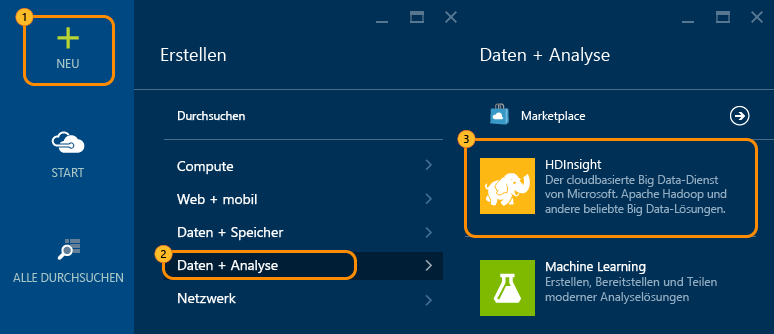 1
NEU
START
ALLE DURCHSUCHEN
Erstellen
Durchsuchen
Compute
Web + mobil
Daten + Speicher
2
Daten + Analyse
Netzwerk
Daten + Analyse
Marketplace
3
HDInsight
Der cloudbasierte Big Data-Dienst
von Microsoft. Apache Hadoop und
andere beliebte Big Data-Lösungen.
Machine Learning
Erstellen, Bereitstellen und Teilen
moderner Analyselösungen